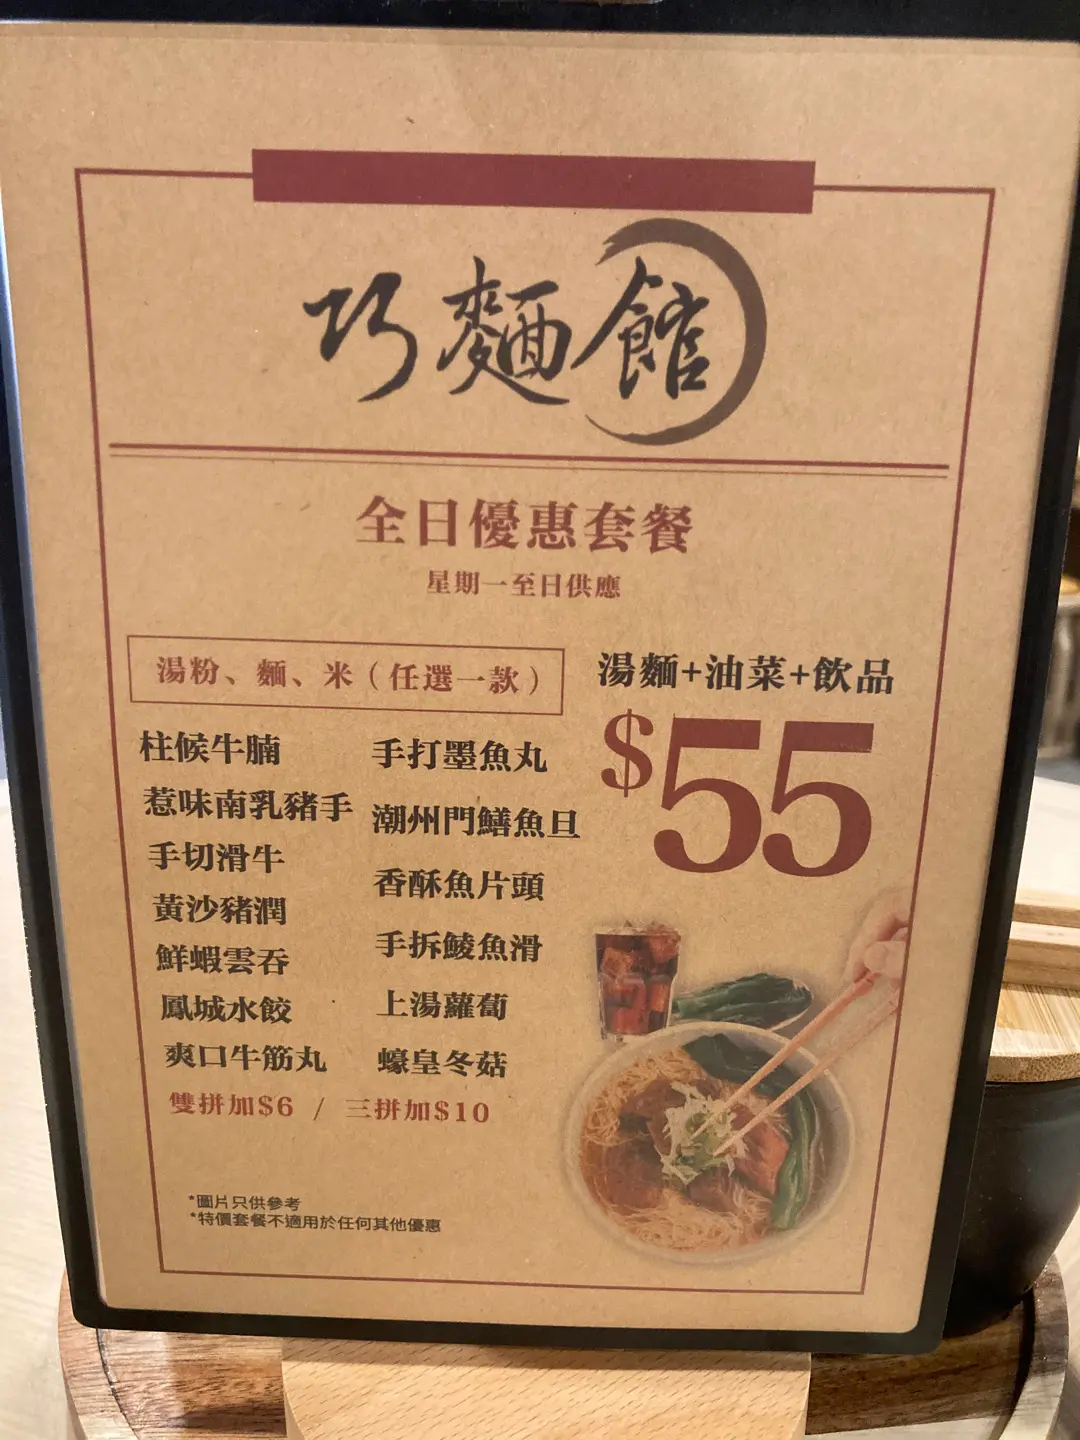 巧麵館
全日優惠套餐
星期一至日供應
湯粉、麵、米（任選一款）
柱候牛腩
惹味南乳豬手
手切滑牛
黃沙豬潤
鮮蝦雲吞
鳳城水餃
爽口牛筋丸
手打墨魚丸
潮州門鱔魚旦
香酥魚片頭
手拆鯪魚滑
上湯蘿蔔
蠔皇冬菇
雙拼加$6 / 三拼加$10
湯麵+油菜+飲品
$55
*圖片只供參考
*特價套餐不適用於任何其他優惠